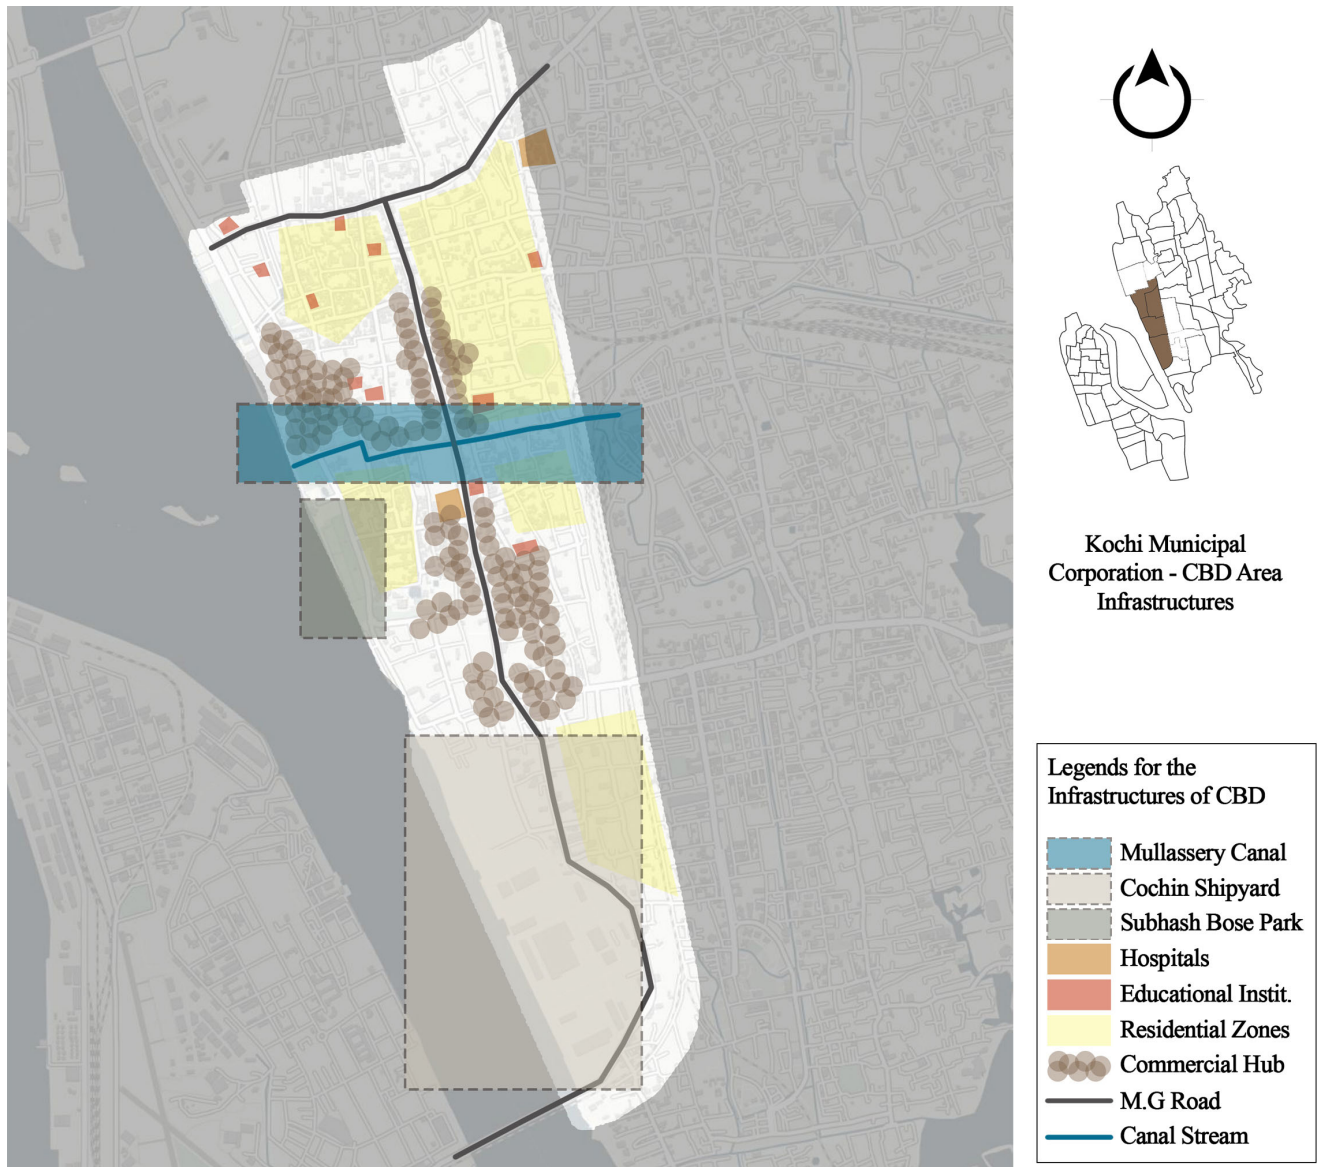 Kochi Municipal
Corporation - CBD Area
Infrastructures
Legends for the
Infrastructures of CBD
Mullassery Canal
Cochin Shipyard
Subhash Bose Park
Hospitals
Educational Instit.
Residential Zones
Commercial Hub
M.G Road
Canal Stream